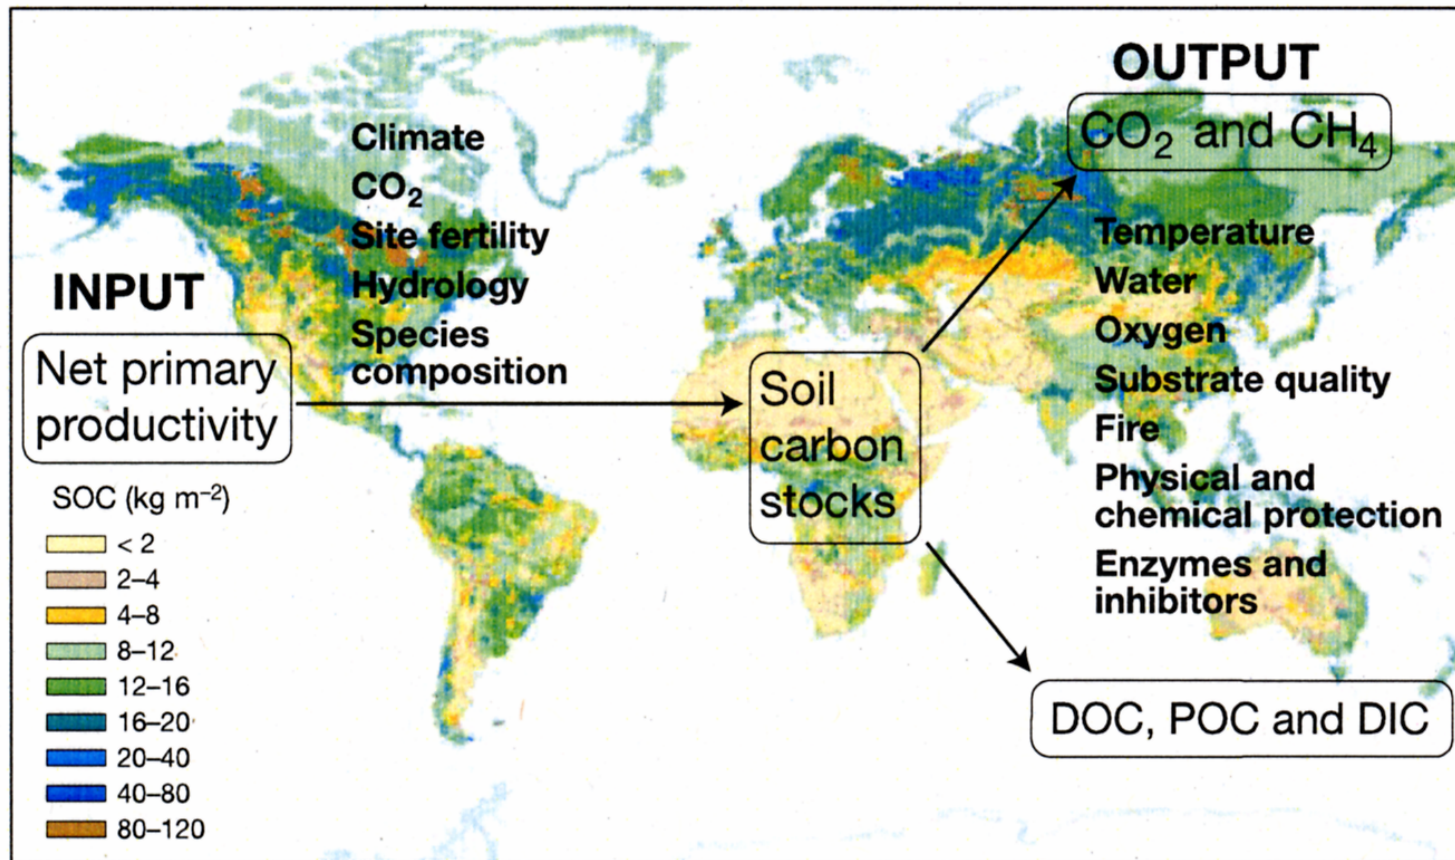 OUTPUT
CO₂ and CH₄
Climate
CO₂
Site fertility
Hydrology
Species
composition
INPUT
Net primary
productivity
Soil
carbon
stocks
Temperature
Water
Oxygen
Substrate quality
Fire
Physical and
chemical protection
Enzymes and
inhibitors
DOC, POC and DIC
SOC (kg m⁻²)
< 2
2–4
4–8
8–12
12–16
16–20
20–40
40–80
80–120